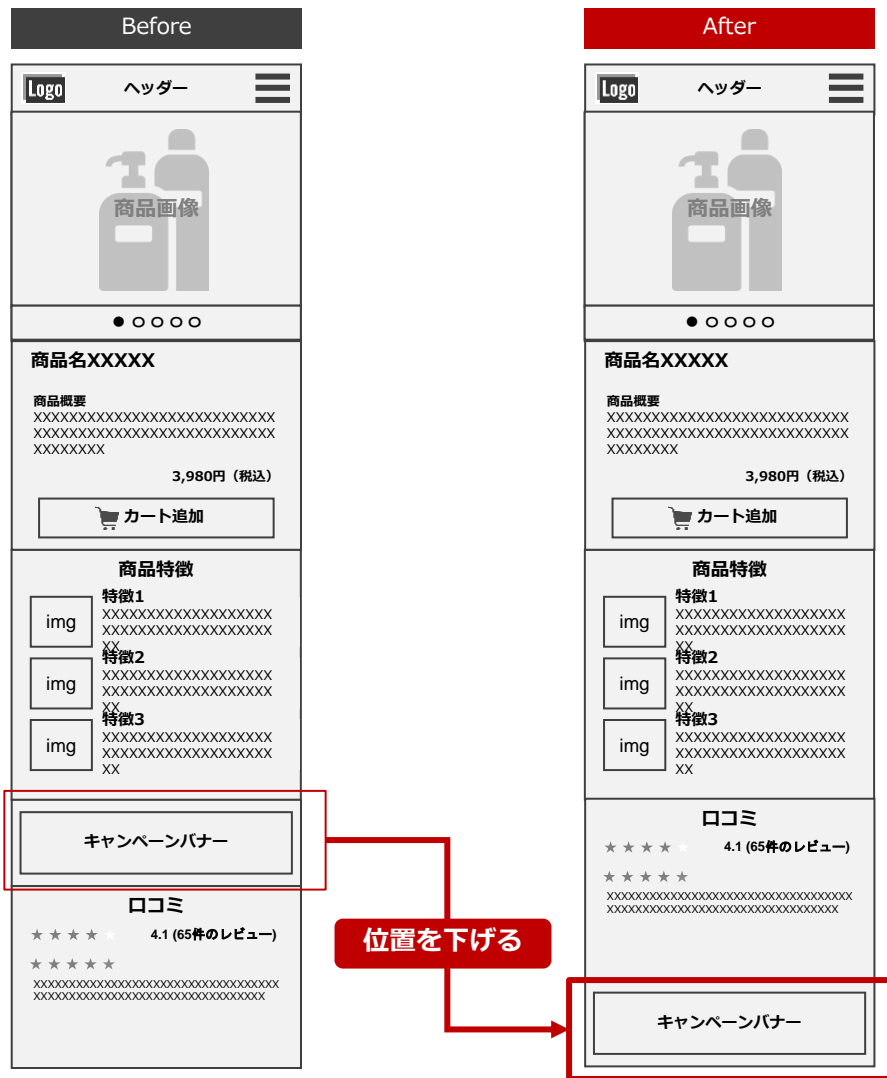 Before
Logo
ヘッダー
商品画像
商品名XXXXX
商品概要
XXXXXXXXXXXXXXXXXXXXXXXXXXX
XXXXXXXXXXXXXXXXXXXXXXXXXXX
XXXXXXXX
3,980円（税込）
カート追加
商品特徴
img
特徴1
XXXXXXXXXXXXXXXXXXX
XXXXXXXXXXXXXXXXXXX
XX
img
特徴2
XXXXXXXXXXXXXXXXXXX
XXXXXXXXXXXXXXXXXXX
XX
img
特徴3
XXXXXXXXXXXXXXXXXXX
XXXXXXXXXXXXXXXXXXX
XX
キャンペーンバナー
口コミ
★★★★★ 4.1 (65件のレビュー)
★★★★★
XXXXXXXXXXXXXXXXXXXXXXXXXXXXXXXXXX
XXXXXXXXXXXXXXXXXXXXXXXXXXXXXXXX
位置を下げる
After
Logo
ヘッダー
商品画像
商品名XXXXX
商品概要
XXXXXXXXXXXXXXXXXXXXXXXXXXX
XXXXXXXXXXXXXXXXXXXXXXXXXXX
XXXXXXXX
3,980円（税込）
カート追加
商品特徴
img
特徴1
XXXXXXXXXXXXXXXXXXX
XXXXXXXXXXXXXXXXXXX
XX
img
特徴2
XXXXXXXXXXXXXXXXXXX
XXXXXXXXXXXXXXXXXXX
XX
img
特徴3
XXXXXXXXXXXXXXXXXXX
XXXXXXXXXXXXXXXXXXX
XX
口コミ
★★★★★ 4.1 (65件のレビュー)
★★★★★
XXXXXXXXXXXXXXXXXXXXXXXXXXXXXXXXXX
XXXXXXXXXXXXXXXXXXXXXXXXXXXXXXXX
キャンペーンバナー